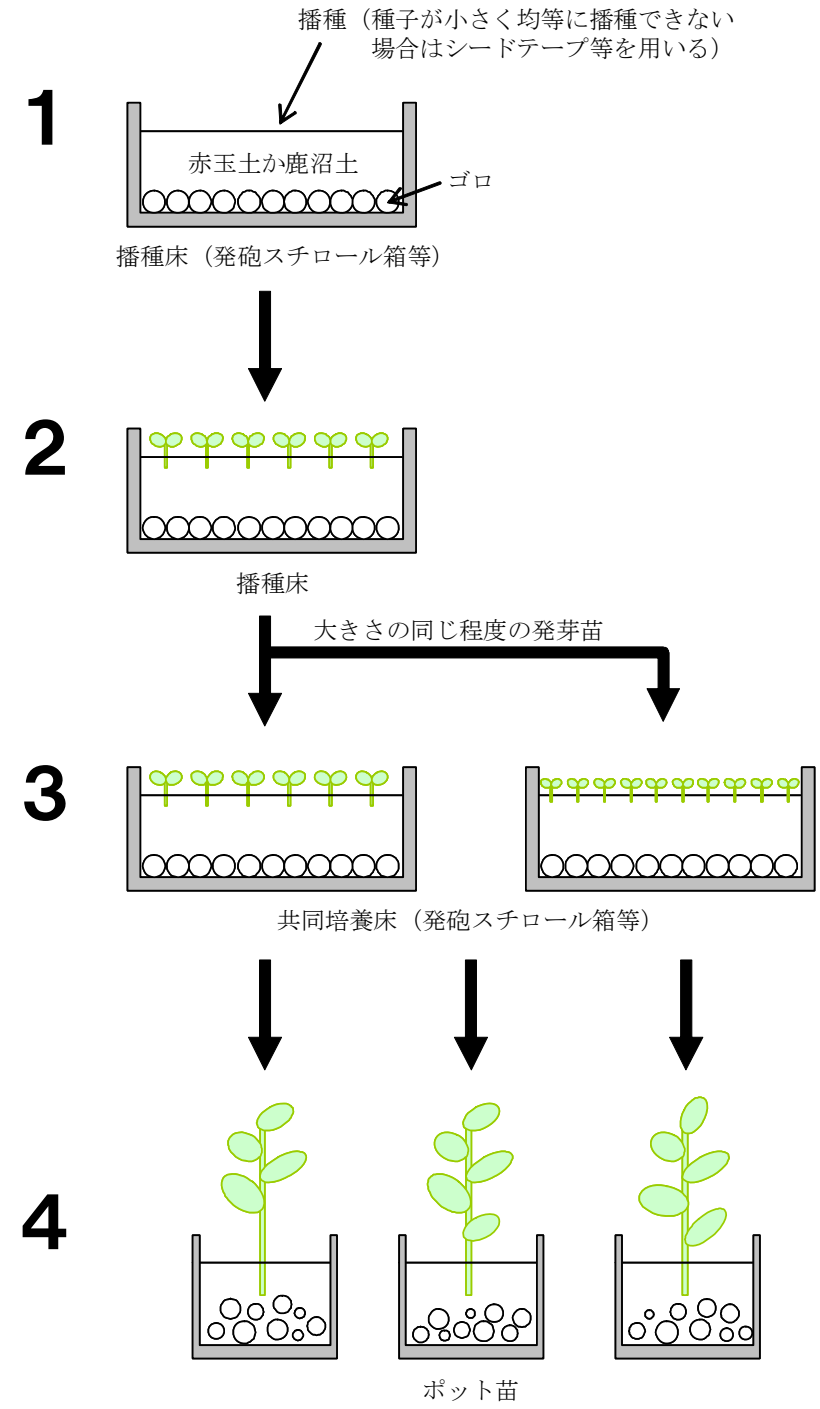 播種（種子が小さく均等に播種できない
場合はシードテープ等を用いる）
1
赤玉土か鹿沼土
ゴロ
播種床（発砲スチロール箱等）
2
播種床
大きさの同じ程度の発芽苗
3
共同培養床（発砲スチロール箱等）
4
ポット苗